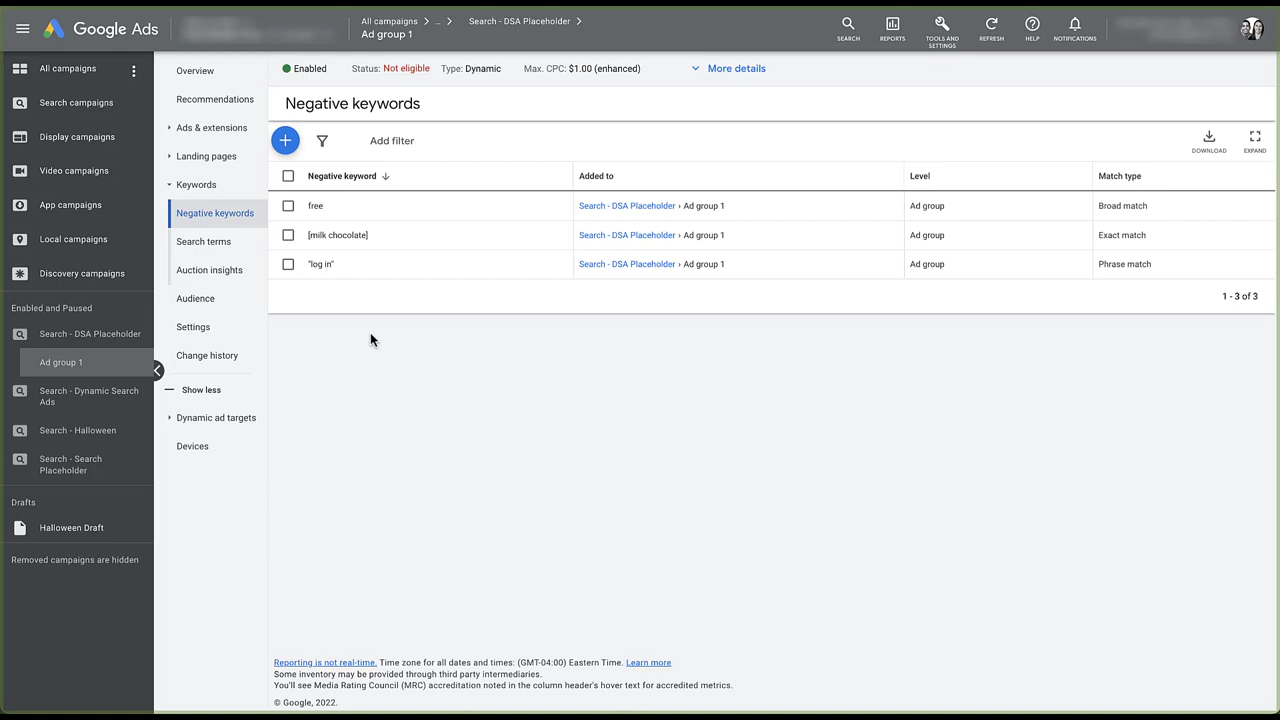 Google Ads
All campaigns > ... > Search - DSA Placeholder >
Ad group 1
SEARCH
REPORTS
TOOLS AND SETTINGS
REFRESH
HELP
NOTIFICATIONS
All campaigns
Search campaigns
Display campaigns
Video campaigns
App campaigns
Local campaigns
Discovery campaigns
Enabled and Paused
Search - DSA Placeholder
Ad group 1
Search - Dynamic Search
Ads
Search - Halloween
Search - Search
Placeholder
Drafts
Halloween Draft
Removed campaigns are hidden
Overview
Recommendations
Ads & extensions
Landing pages
Keywords
Negative keywords
Search terms
Auction insights
Audience
Settings
Change history
Show less
Dynamic ad targets
Devices
Enabled Status: Not eligible Type: Dynamic Max. CPC: $1.00 (enhanced) More details
Negative keywords
Add filter
DOWNLOAD
EXPAND
Negative keyword Added to Level Match type
free Search - DSA Placeholder › Ad group 1 Ad group Broad match
[milk chocolate] Search - DSA Placeholder › Ad group 1 Ad group Exact match
"log in" Search - DSA Placeholder › Ad group 1 Ad group Phrase match
1 - 3 of 3
Reporting is not real-time. Time zone for all dates and times: (GMT-04:00) Eastern Time. Learn more
Some inventory may be provided through third party intermediaries.
You'll see Media Rating Council (MRC) accreditation noted in the column header's hover text for accredited metrics.
© Google, 2022.